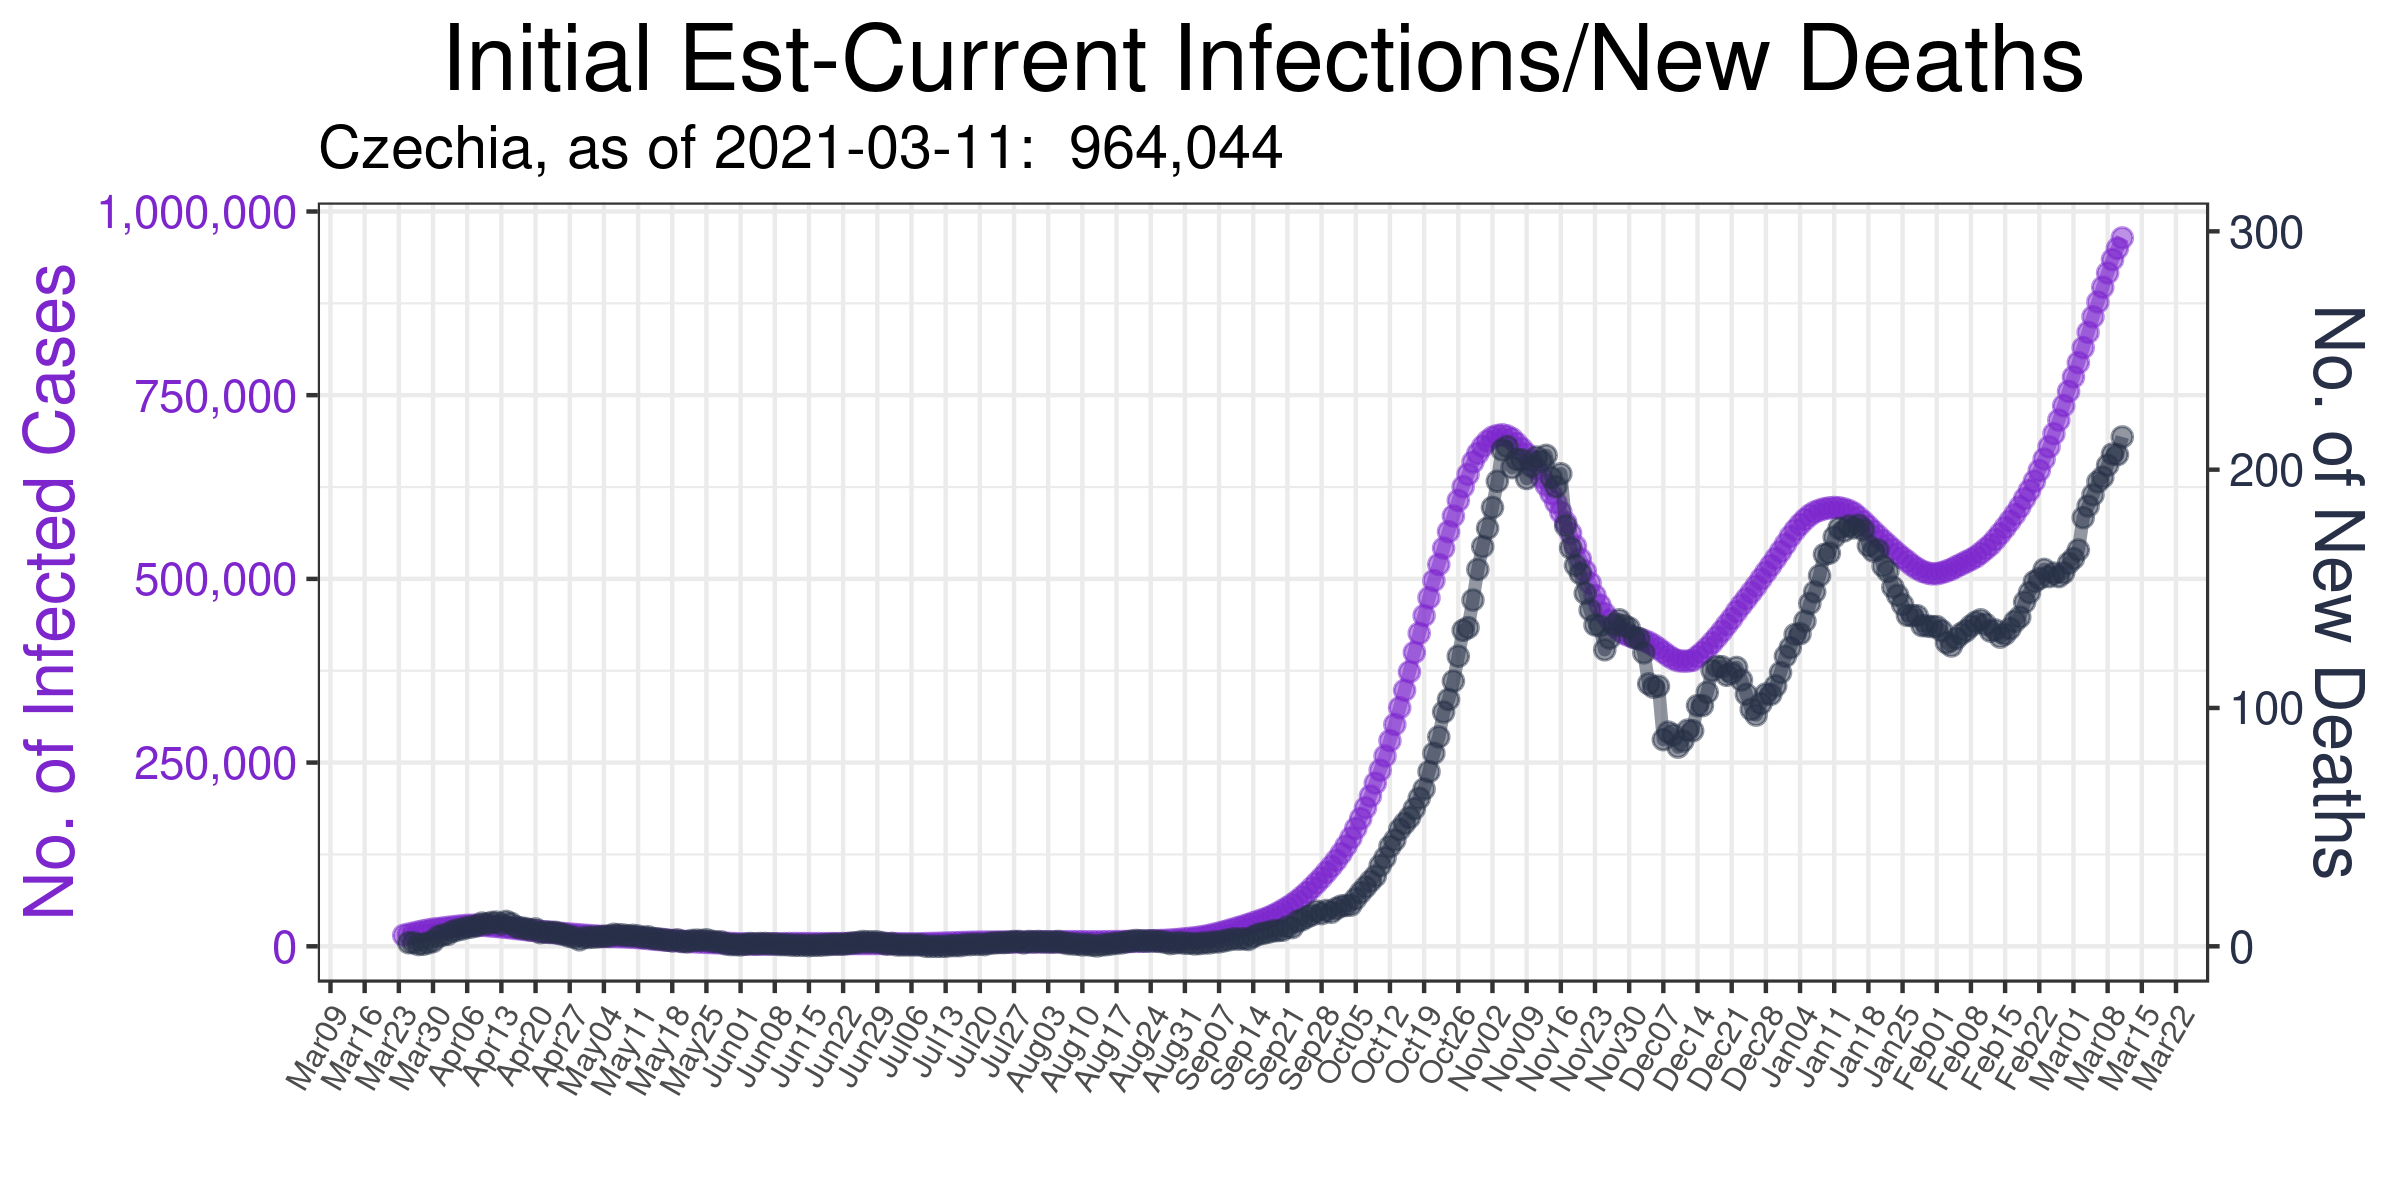 Initial Est-Current Infections/New Deaths
Czechia, as of 2021-03-11:  964,044
No. of Infected Cases
1,000,000
750,000
500,000
250,000
0
300
200
100
0
No. of New Deaths
Mar09
Mar16
Mar23
Mar30
Apr06
Apr13
Apr20
Apr27
May04
May11
May18
May25
Jun01
Jun08
Jun15
Jun22
Jun29
Jul06
Jul13
Jul20
Jul27
Aug03
Aug10
Aug17
Aug24
Aug31
Sep07
Sep14
Sep21
Sep28
Oct05
Oct12
Oct19
Oct26
Nov02
Nov09
Nov16
Nov23
Nov30
Dec07
Dec14
Dec21
Dec28
Jan04
Jan11
Jan18
Jan25
Feb01
Feb08
Feb15
Feb22
Mar01
Mar08
Mar15
Mar22